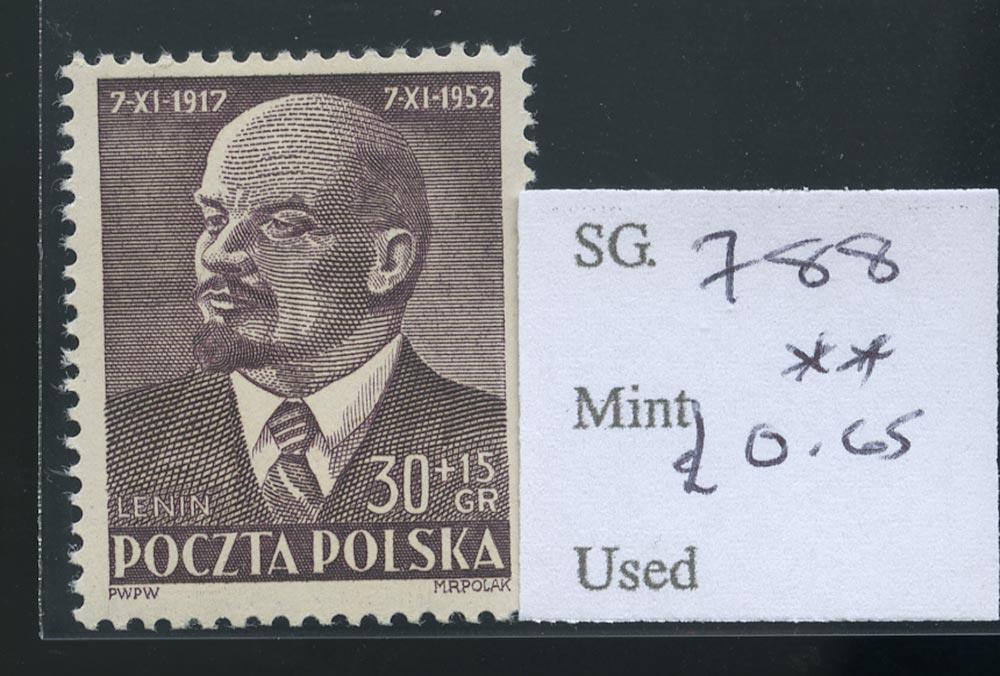 7-XI-1917 7-XI-1952
30+15
GR
LENIN
POCZTA POLSKA
PWPW M.R.POLAK
SG. 788
**
Mint £0.65
Used